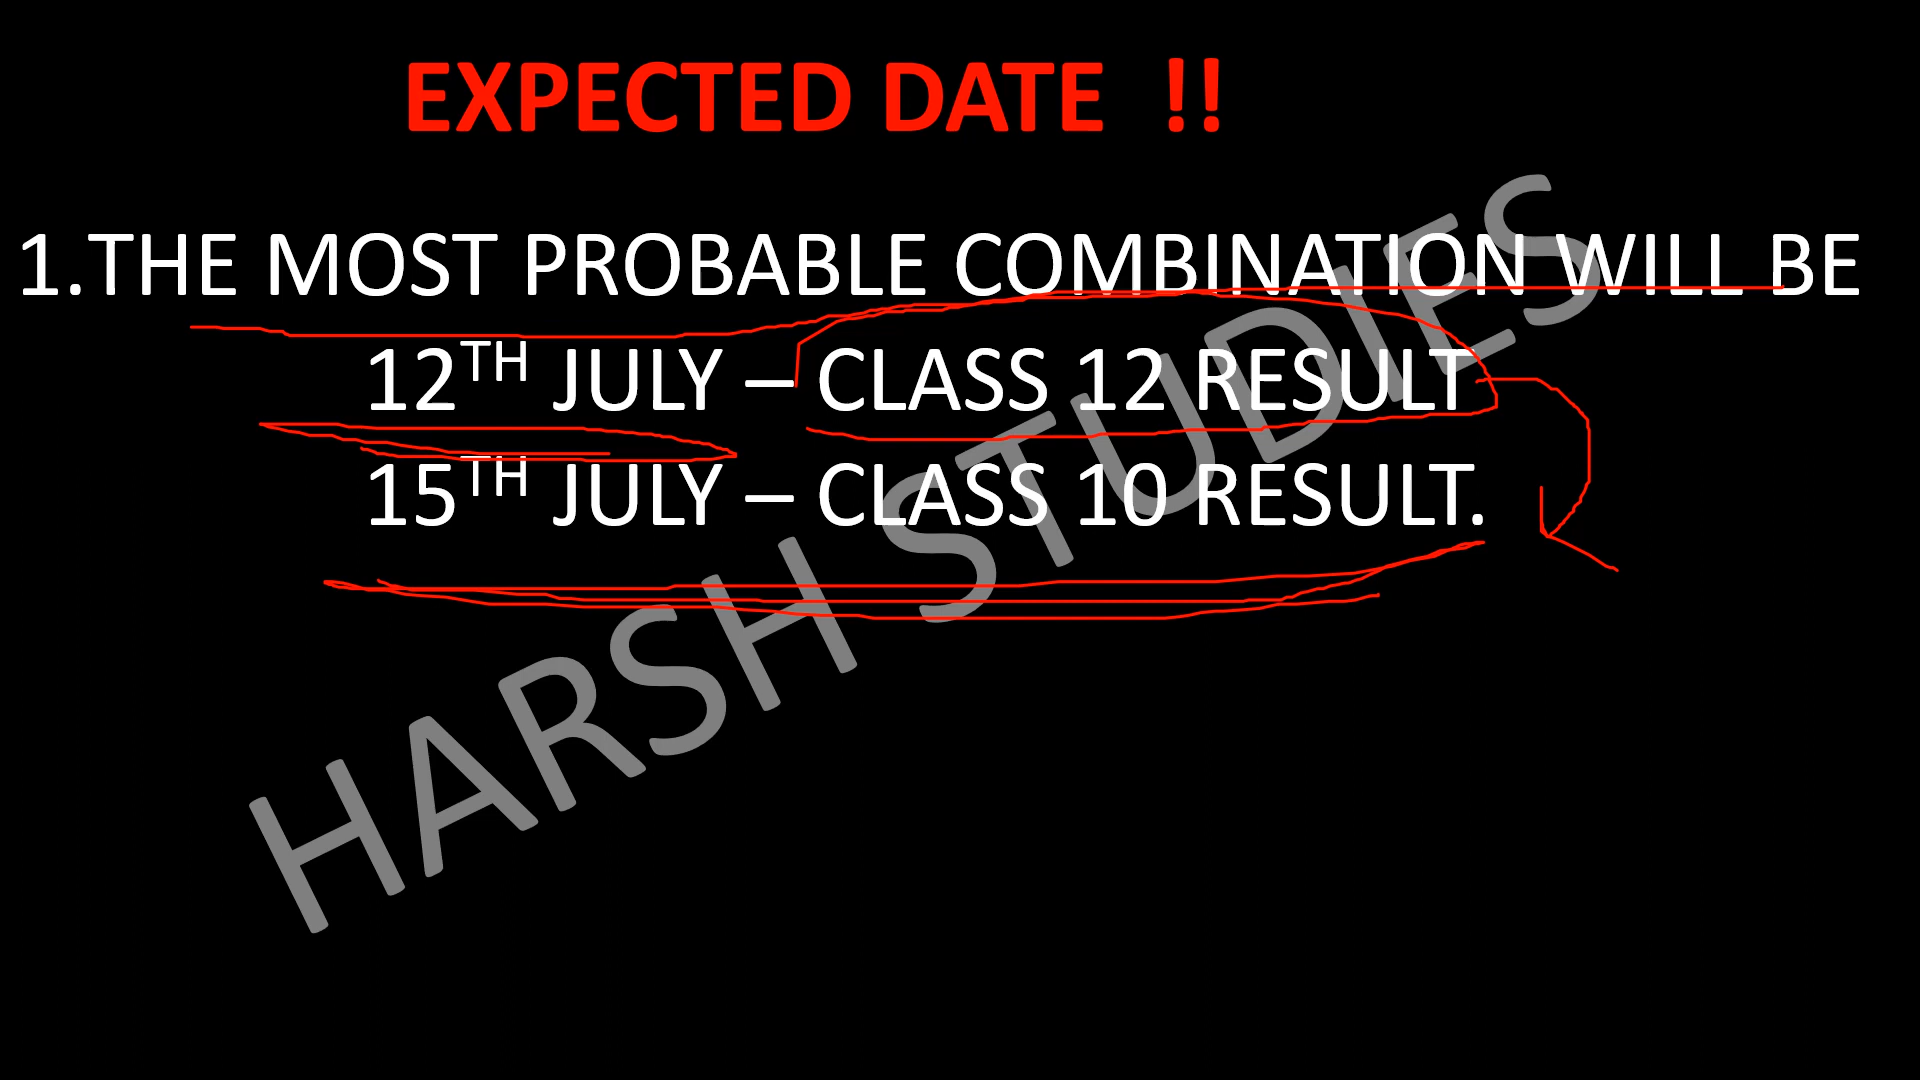 EXPECTED DATE !!
1.THE MOST PROBABLE COMBINATION WILL BE
12TH JULY – CLASS 12 RESULT
15TH JULY – CLASS 10 RESULT.
HARSH STUDIES